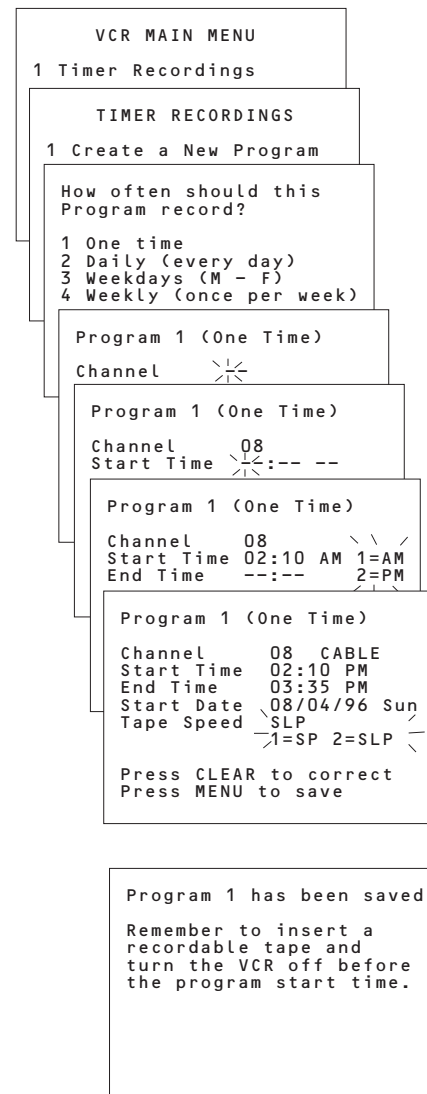 VCR MAIN MENU
1 Timer Recordings
TIMER RECORDINGS
1 Create a New Program
How often should this
Program record?
1 One time
2 Daily (every day)
3 Weekdays (M – F)
4 Weekly (once per week)
Program 1 (One Time)
Channel --
Program 1 (One Time)
Channel 08
Start Time --:-- --
Program 1 (One Time)
Channel 08
Start Time 02:10 AM 1=AM
End Time --:-- 2=PM
Program 1 (One Time)
Channel 08 CABLE
Start Time 02:10 PM
End Time 03:35 PM
Start Date 08/04/96 Sun
Tape Speed SLP
1=SP 2=SLP
Press CLEAR to correct
Press MENU to save
Program 1 has been saved
Remember to insert a
recordable tape and
turn the VCR off before
the program start time.